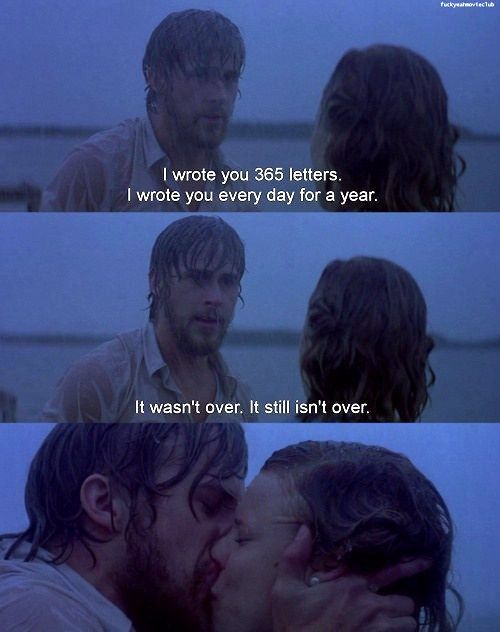 fuckyeahmovieclub
I wrote you 365 letters.
I wrote you every day for a year.
It wasn't over. It still isn't over.